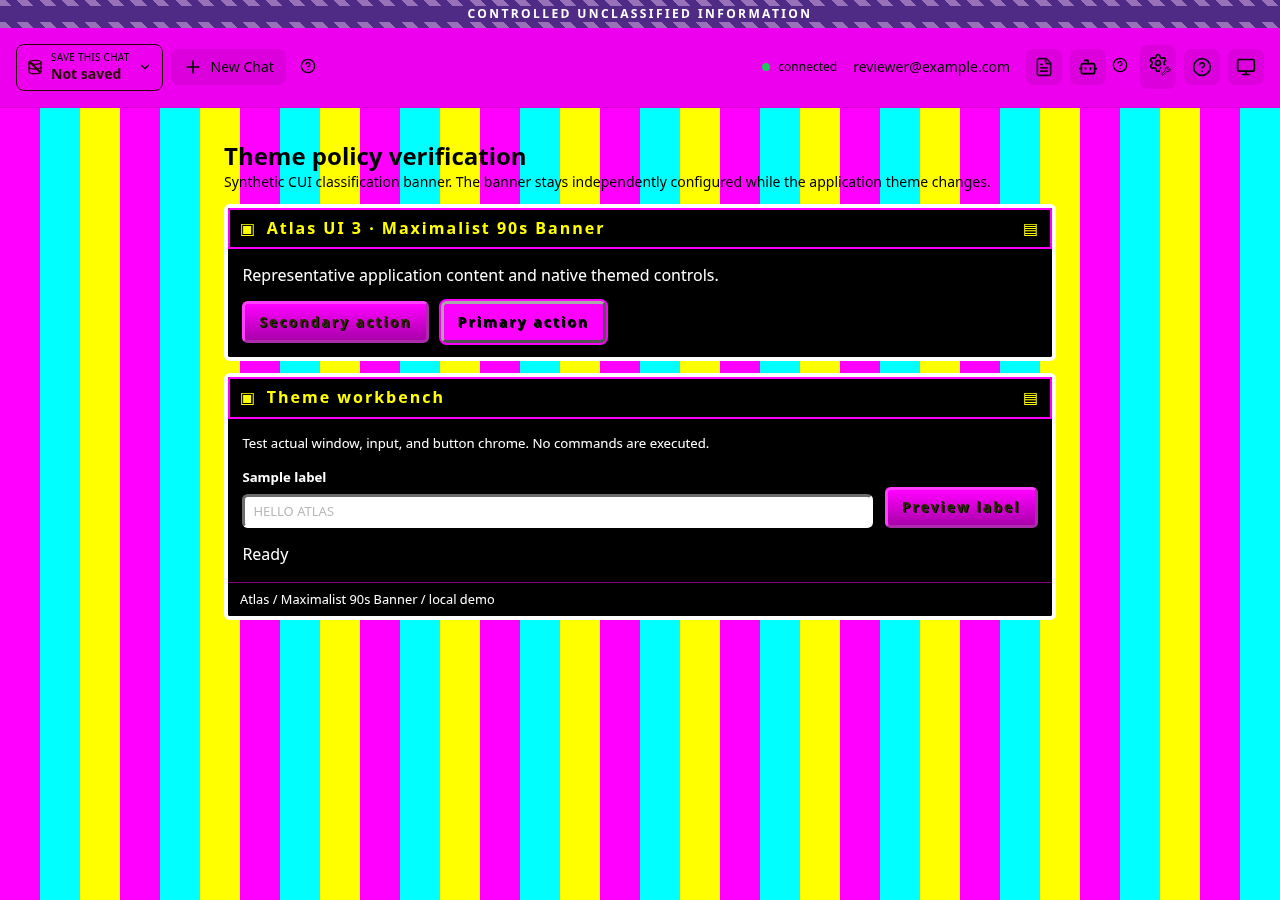 CONTROLLED UNCLASSIFIED INFORMATION
SAVE THIS CHAT
Not saved
New Chat
connected
reviewer@example.com
Theme policy verification
Synthetic CUI classification banner. The banner stays independently configured while the application theme changes.
Atlas UI 3 · Maximalist 90s Banner
Representative application content and native themed controls.
Secondary action
Primary action
Theme workbench
Test actual window, input, and button chrome. No commands are executed.
Sample label
HELLO ATLAS
Preview label
Ready
Atlas / Maximalist 90s Banner / local demo